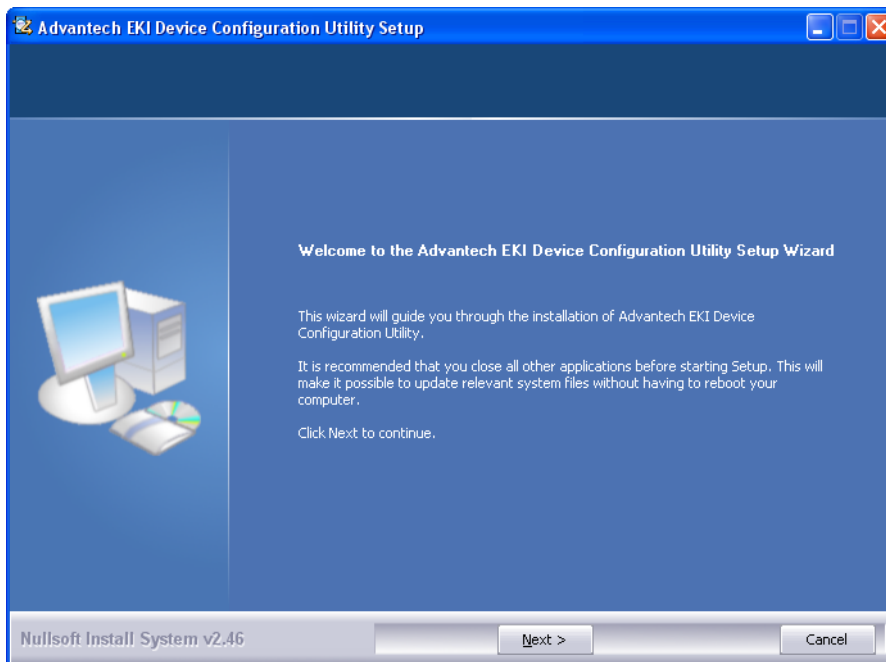 Advantech EKI Device Configuration Utility Setup
Welcome to the Advantech EKI Device Configuration Utility Setup Wizard
This wizard will guide you through the installation of Advantech EKI Device
Configuration Utility.
It is recommended that you close all other applications before starting Setup. This will
make it possible to update relevant system files without having to reboot your
computer.
Click Next to continue.
Nullsoft Install System v2.46
Next >
Cancel